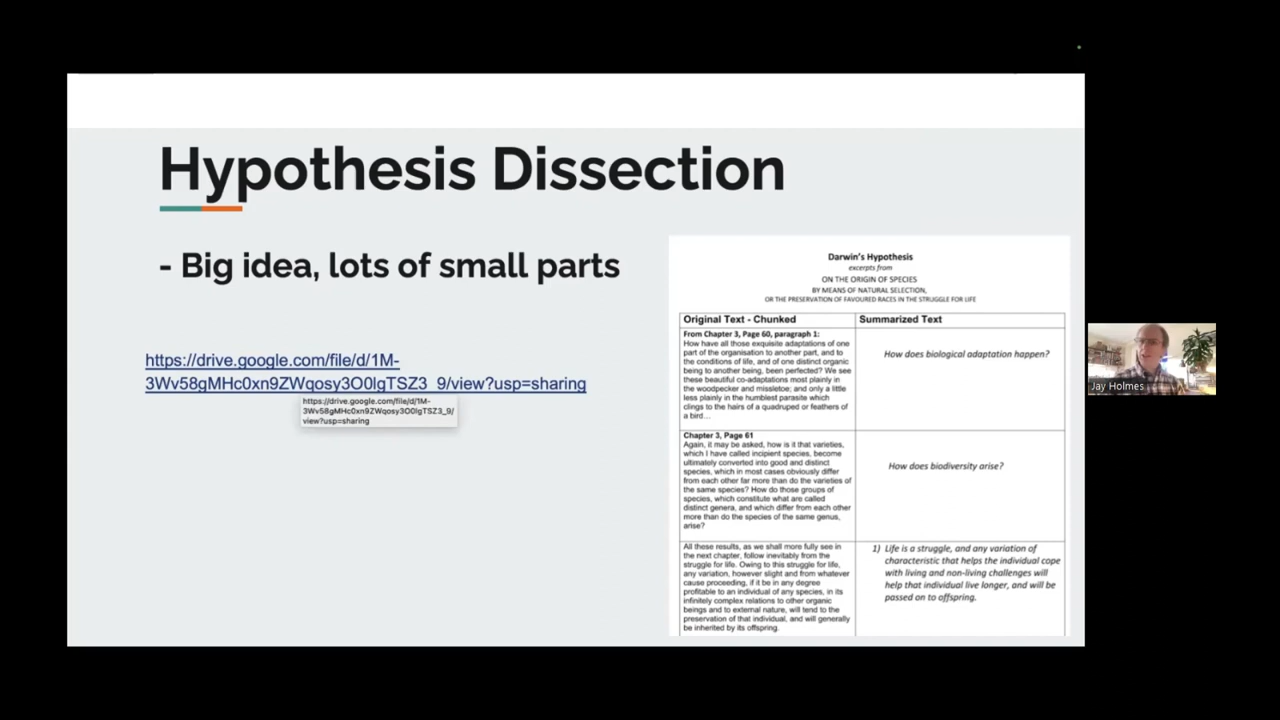 Hypothesis Dissection
- Big idea, lots of small parts
https://drive.google.com/file/d/1M-
3Wv58gMHc0xn9ZWqosy3O0lgTSZ3_9/view?usp=sharing
https://drive.google.com/file/d/1M-
3Wv58gMHc0xn9ZWqosy3O0lgTSZ3_9/
view?usp=sharing
Darwin's Hypothesis
excerpts from
ON THE ORIGIN OF SPECIES
BY MEANS OF NATURAL SELECTION,
OR THE PRESERVATION OF FAVOURED RACES IN THE STRUGGLE FOR LIFE
Original Text - Chunked
Summarized Text
From Chapter 3, Page 60, paragraph 1:
How have all those exquisite adaptations of one
part of the organisation to another part, and to
the conditions of life, and of one distinct organic
being to another being, been perfected? We see
these beautiful co-adaptations most plainly in
the woodpecker and missletoe; and only a little
less plainly in the humblest parasite which
clings to the hairs of a quadruped or feathers of
a bird…
How does biological adaptation happen?
Chapter 3, Page 61
Again, it may be asked, how is it that varieties,
which I have called incipient species, become
ultimately converted into good and distinct
species, which in most cases obviously differ
from each other far more than do the varieties of
the same species? How do those groups of
species, which constitute what are called
distinct genera, and which differ from each other
more than do the species of the same genus,
arise?
How does biodiversity arise?
All these results, as we shall more fully see in
the next chapter, follow inevitably from the
struggle for life. Owing to this struggle for life,
any variation, however slight and from whatever
cause proceeding, if it be in any degree
profitable to an individual of any species, in its
infinitely complex relations to other organic
beings and to external nature, will tend to the
preservation of that individual, and will generally
be inherited by its offspring.
1) Life is a struggle, and any variation of
characteristic that helps the individual cope
with living and non-living challenges will
help that individual live longer, and will be
passed on to offspring.
Jay Holmes